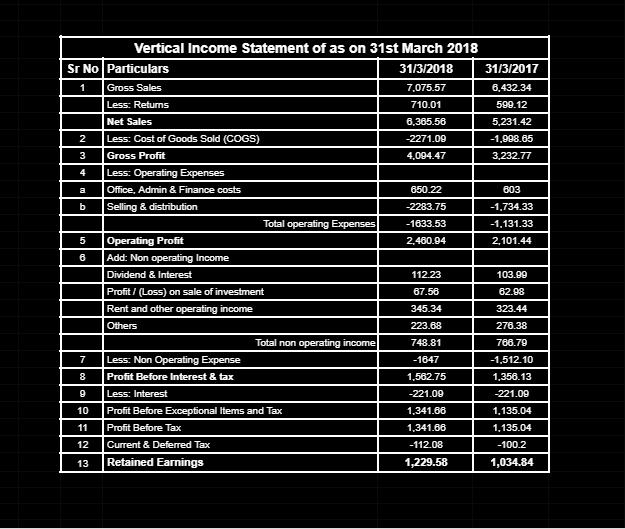 Vertical Income Statement of as on 31st March 2018
Sr No Particulars 31/3/2018 31/3/2017
1 Gross Sales 7,075.57 6,432.34
Less: Returns 710.01 599.12
Net Sales 6,365.56 5,231.42
2 Less: Cost of Goods Sold (COGS) -2271.09 -1,998.65
3 Gross Profit 4,094.47 3,232.77
4 Less: Operating Expenses
a Office, Admin & Finance costs 650.22 603
b Selling & distribution -2283.75 -1,734.33
Total operating Expenses -1633.53 -1,131.33
5 Operating Profit 2,460.94 2,101.44
6 Add: Non operating Income
Dividend & Interest 112.23 103.99
Profit / (Loss) on sale of investment 67.56 62.98
Rent and other operating income 345.34 323.44
Others 223.68 276.38
Total non operating income 748.81 766.79
7 Less: Non Operating Expense -1647 -1,512.10
8 Profit Before Interest & tax 1,562.75 1,356.13
9 Less: Interest -221.09 -221.09
10 Profit Before Exceptional Items and Tax 1,341.66 1,135.04
11 Profit Before Tax 1,341.66 1,135.04
12 Current & Deferred Tax -112.08 -100.2
13 Retained Earnings 1,229.58 1,034.84